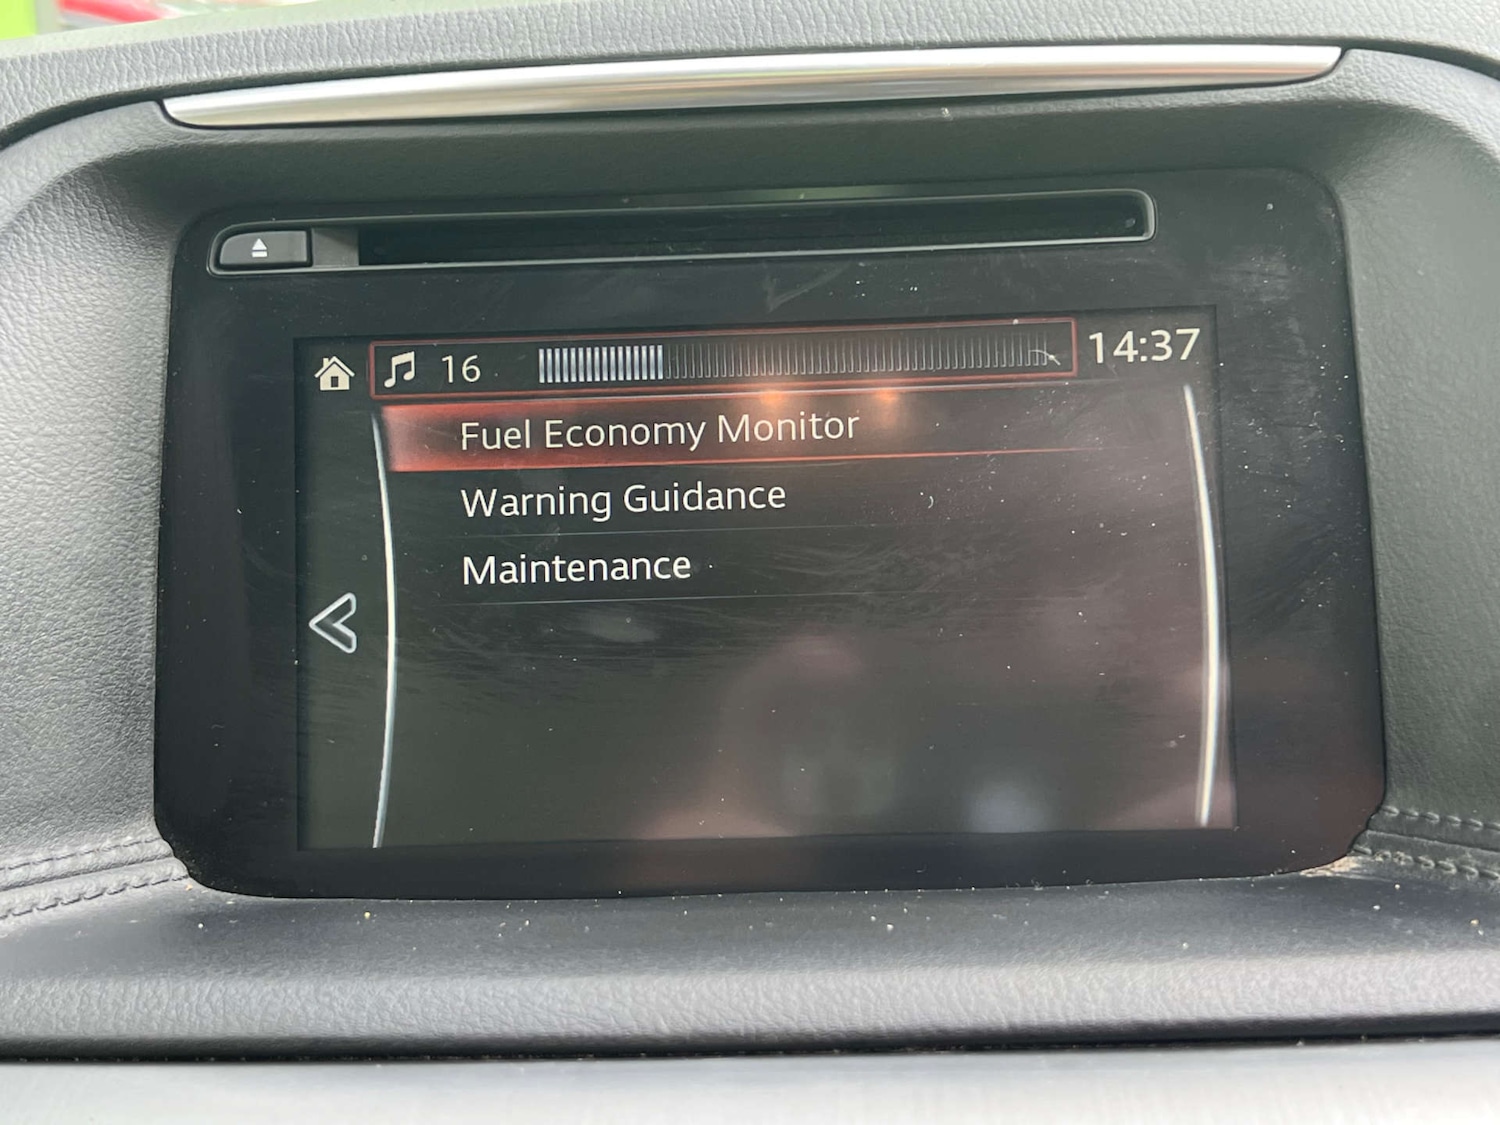 16 14:37
Fuel Economy Monitor
Warning Guidance
Maintenance